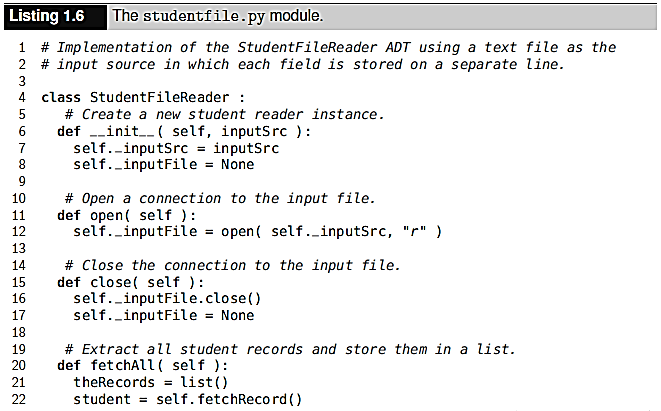 Listing 1.6 The studentfile.py module.
1 # Implementation of the StudentFileReader ADT using a text file as the
2 # input source in which each field is stored on a separate line.
3
4 class StudentFileReader :
5 # Create a new student reader instance.
6 def __init__( self, inputSrc ):
7 self._inputSrc = inputSrc
8 self._inputFile = None
9
10 # Open a connection to the input file.
11 def open( self ):
12 self._inputFile = open( self._inputSrc, "r" )
13
14 # Close the connection to the input file.
15 def close( self ):
16 self._inputFile.close()
17 self._inputFile = None
18
19 # Extract all student records and store them in a list.
20 def fetchAll( self ):
21 theRecords = list()
22 student = self.fetchRecord()